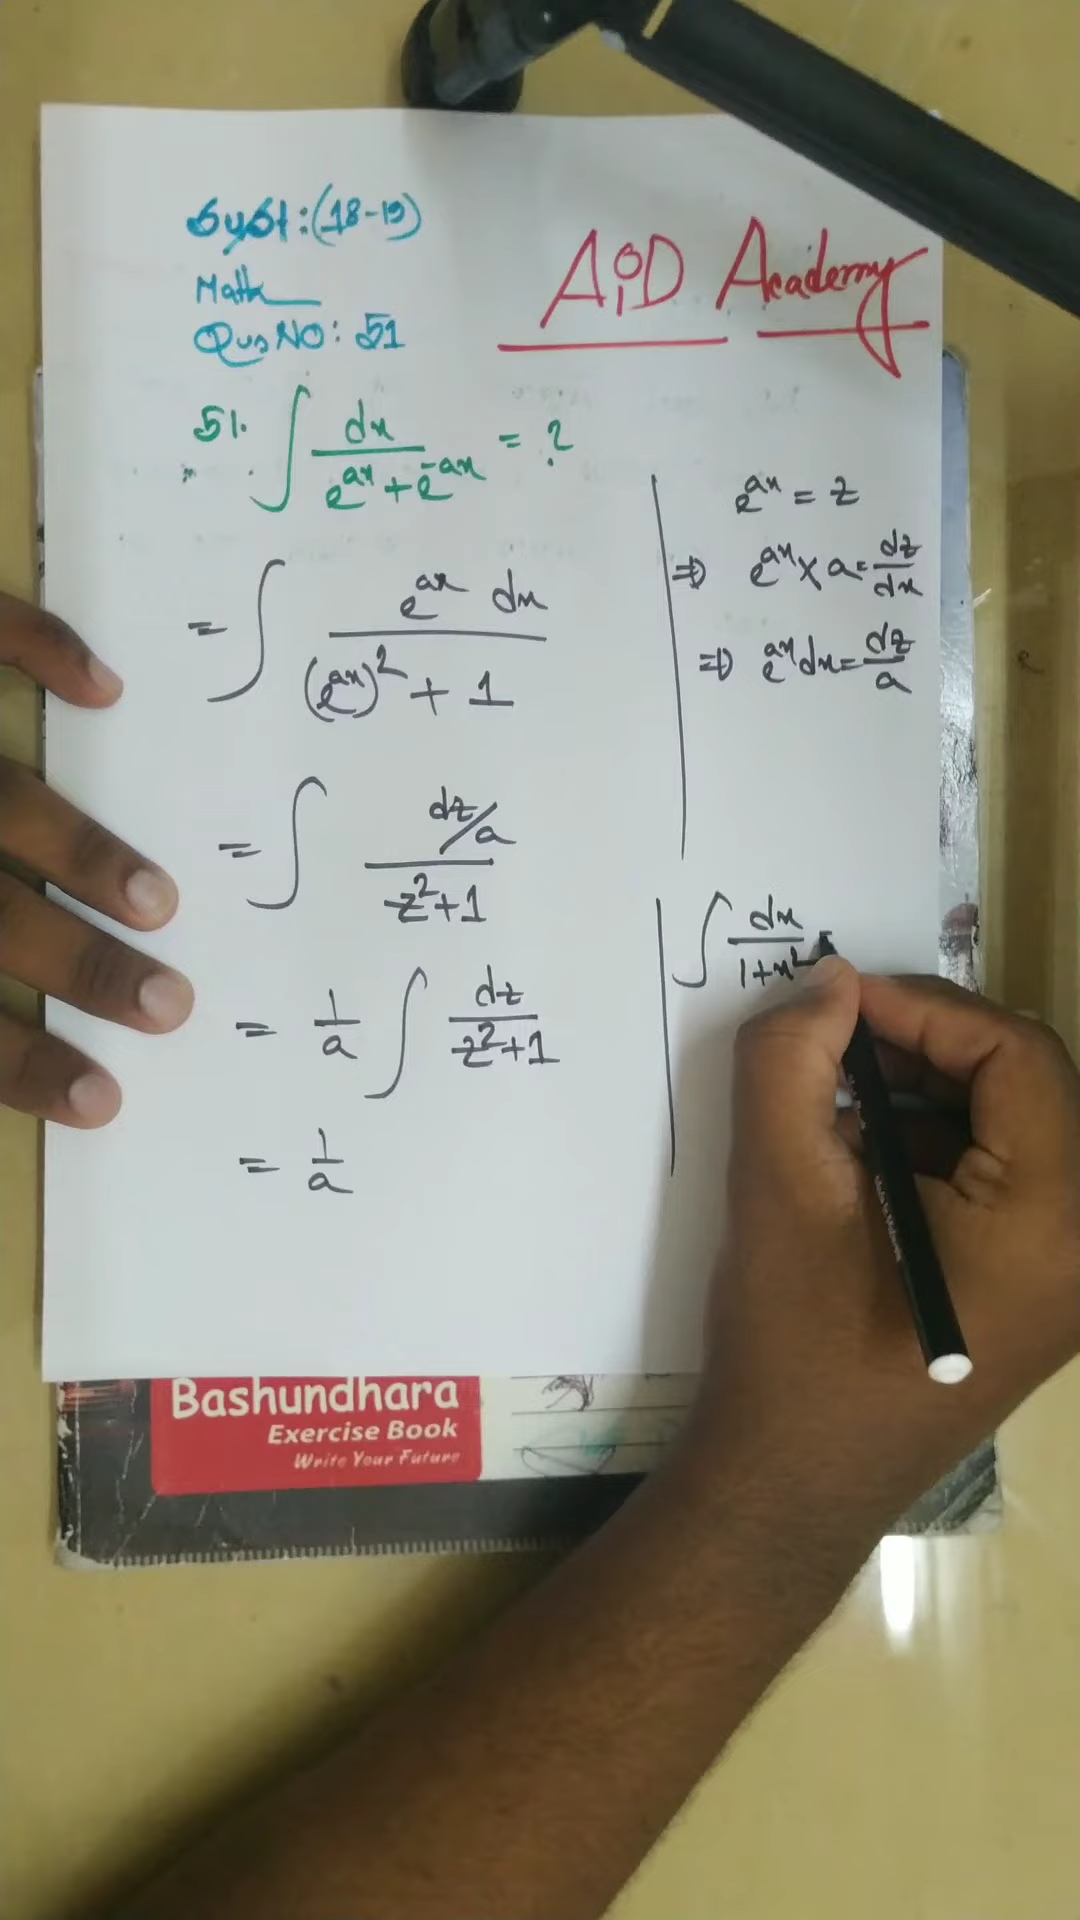 গুচ্ছ:(18-19)
Math
Qus NO: 51
AiD Academy
51. ∫ dx / (e^ax + e^-ax) = ?
= ∫ e^ax dx / ((e^ax)^2 + 1)
= ∫ (dz/a) / (z^2+1)
= 1/a ∫ dz / (z^2+1)
= 1/a
e^ax = z
⇒ e^ax × a = dz/dx
⇒ e^ax dx = dz/a
∫ dx / (1+x^2) =
Bashundhara
Exercise Book
Write Your Future